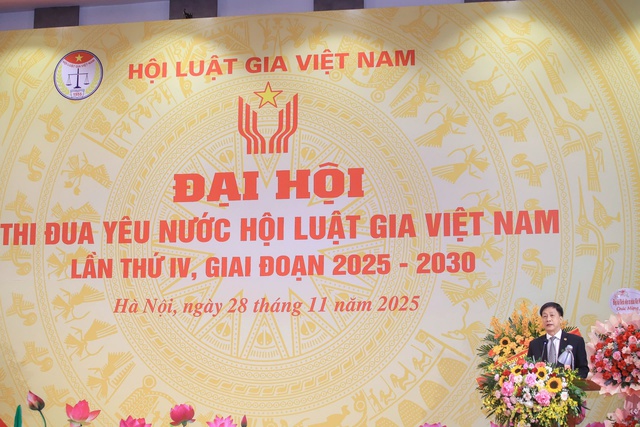 HỘI LUẬT GIA VIỆT NAM
ĐẠI HỘI
THI ĐUA YÊU NƯỚC HỘI LUẬT GIA VIỆT NAM
LẦN THỨ IV, GIAI ĐOẠN 2025 - 2030
Hà Nội, ngày 28 tháng 11 năm 2025